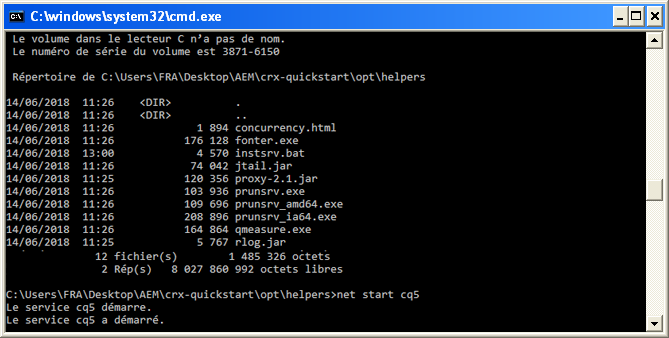 C:\windows\system32\cmd.exe
Le volume dans le lecteur C n'a pas de nom.
Le numéro de série du volume est 3871-6150
Répertoire de C:\Users\FRA\Desktop\AEM\crx-quickstart\opt\helpers
14/06/2018  11:26    <DIR>          .
14/06/2018  11:26    <DIR>          ..
14/06/2018  11:26             1 894 concurrency.html
14/06/2018  11:26           176 128 fonter.exe
14/06/2018  13:00             4 570 instsrv.bat
14/06/2018  11:26            74 042 jtail.jar
14/06/2018  11:25           120 356 proxy-2.1.jar
14/06/2018  11:26           103 936 prunsrv.exe
14/06/2018  11:26           109 696 prunsrv_amd64.exe
14/06/2018  11:26           208 896 prunsrv_ia64.exe
14/06/2018  11:26           164 864 qmeasure.exe
14/06/2018  11:25             5 767 rlog.jar
12 fichier(s)        1 485 326 octets
2 Rép(s)   8 027 860 992 octets libres
C:\Users\FRA\Desktop\AEM\crx-quickstart\opt\helpers>net start cq5
Le service cq5 démarre.
Le service cq5 a démarré.